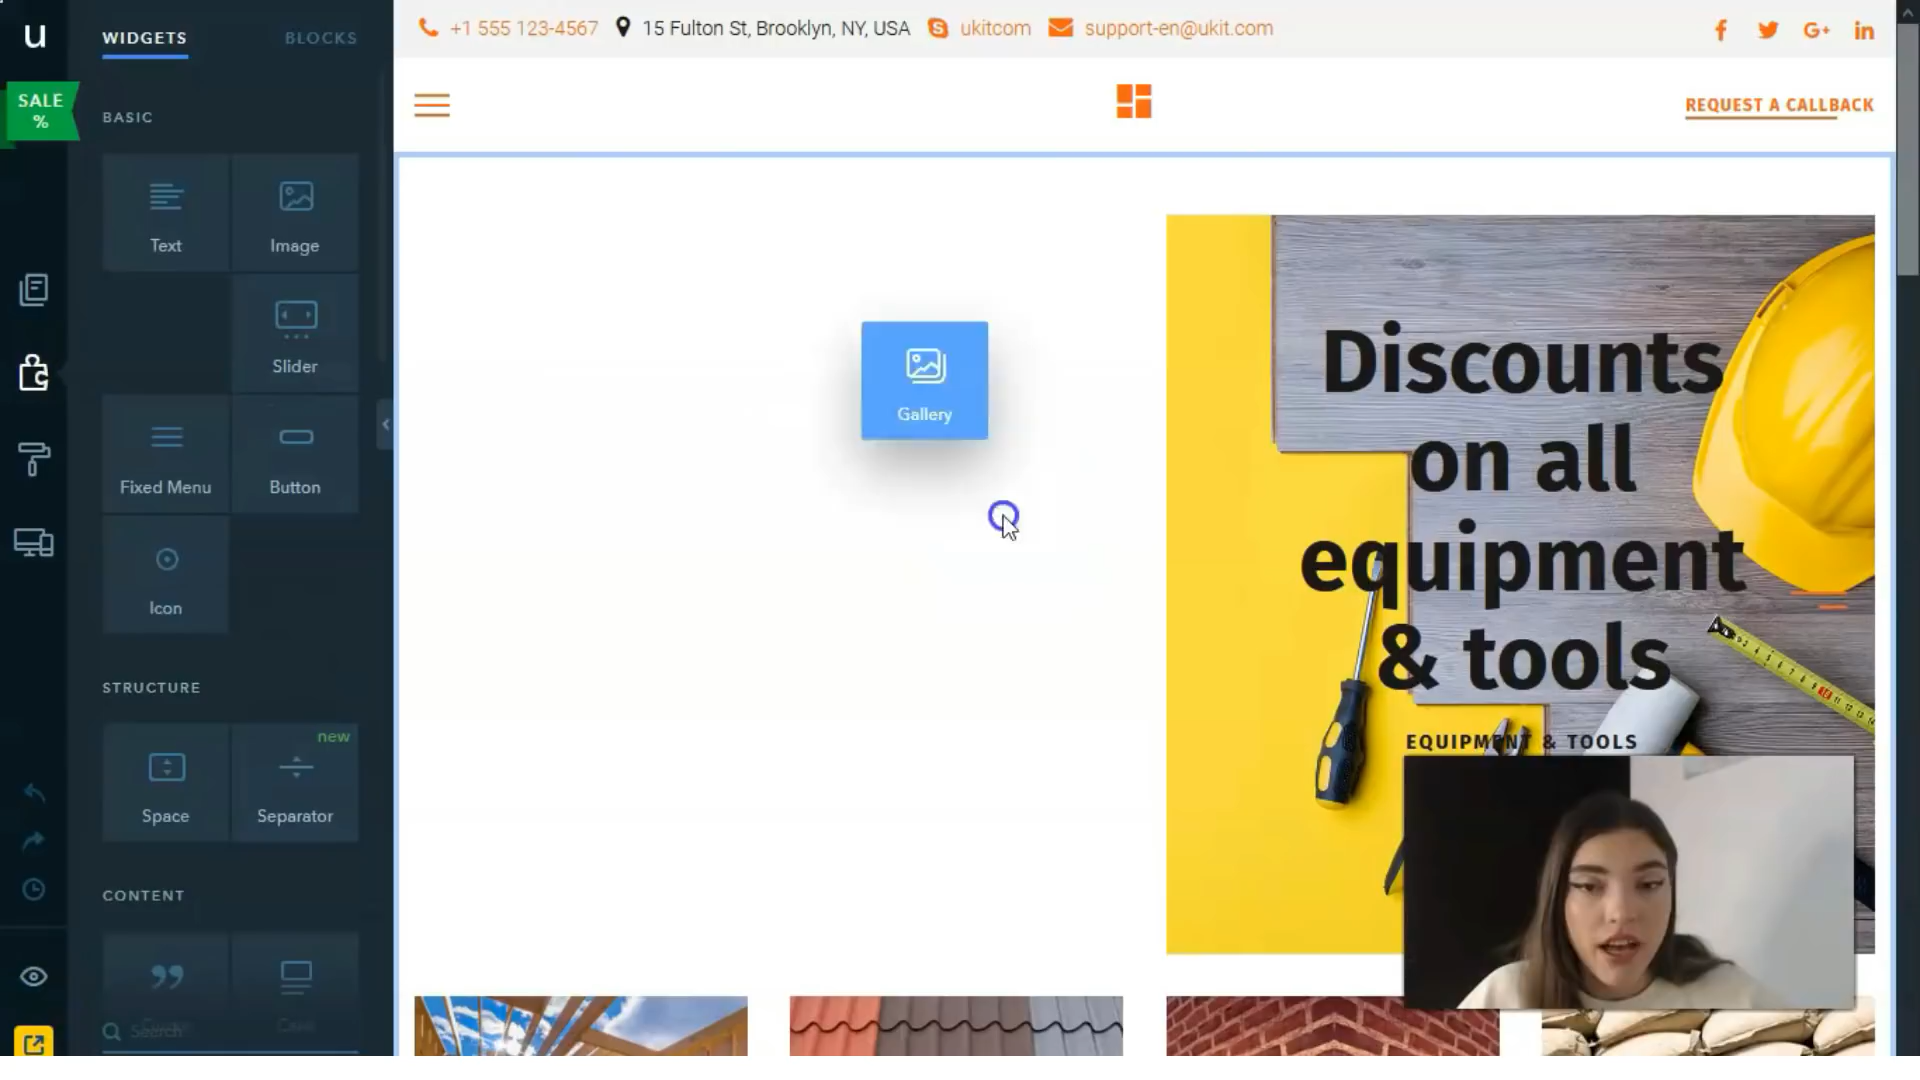 u
WIDGETS
BLOCKS
SALE
%
BASIC
Text
Image
Slider
Fixed Menu
Button
Icon
STRUCTURE
new
Space
Separator
CONTENT
Search
+1 555 123-4567
15 Fulton St, Brooklyn, NY, USA
ukitcom
support-en@ukit.com
f
G+
in
REQUEST A CALLBACK
Gallery
Discounts
on all
equipment
& tools
EQUIPMENT & TOOLS